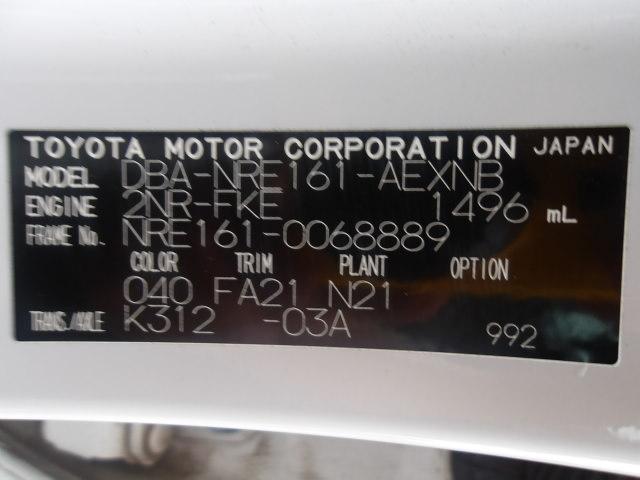 TOYOTA MOTOR CORPORATION JAPAN
MODEL DBA-NRE161-AEXNB
ENGINE 2NR-FKE 1496 mL
FRAME No. NRE161-0068889
COLOR TRIM PLANT OPTION
040 FA21 N21
TRANS./AXLE K312 -03A 992